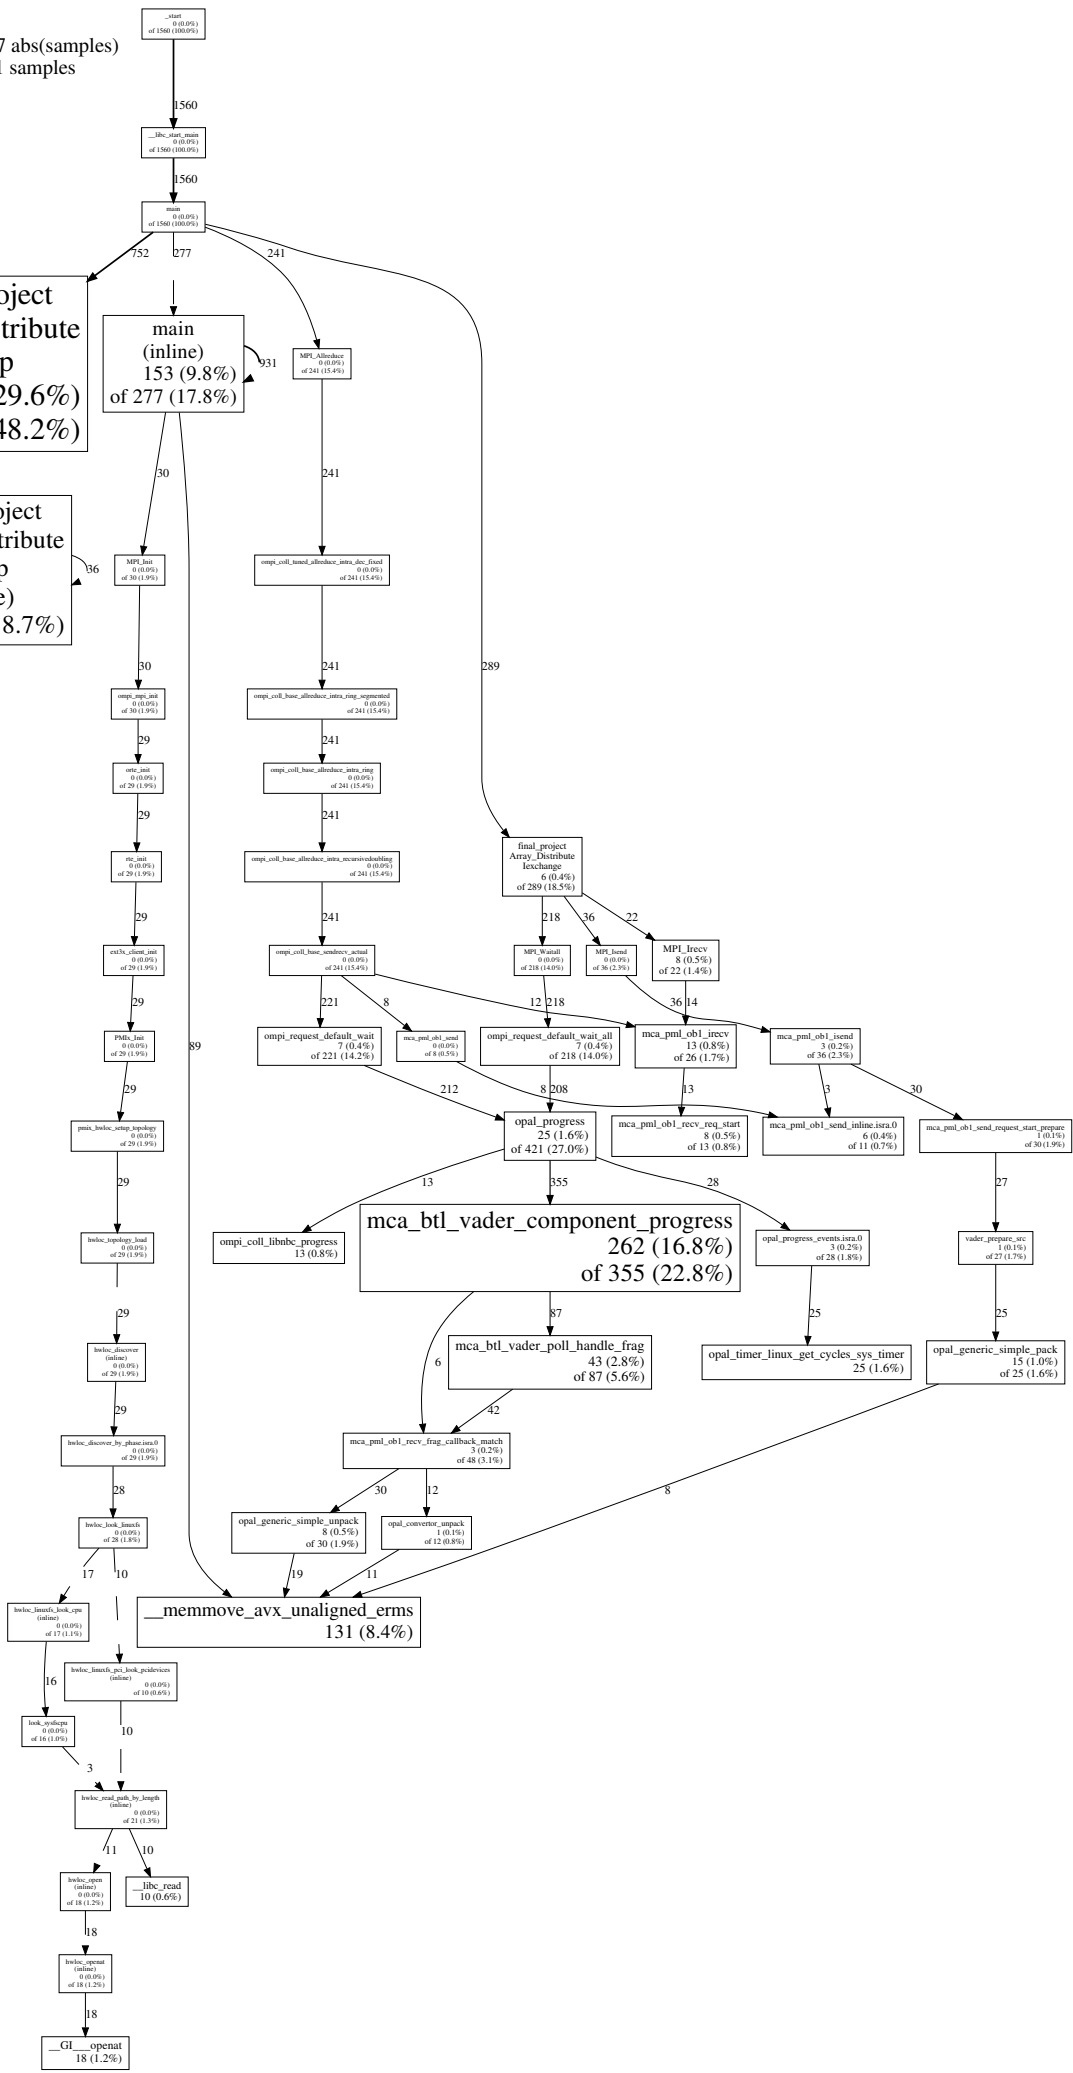 _start
0 (0.0%)
of 1560 (100.0%)
7 abs(samples)
samples
1560
__libc_start_main
0 (0.0%)
of 1560 (100.0%)
1560
main
0 (0.0%)
of 1560 (100.0%)
752
277
241
289
oject
tribute
p
29.6%)
48.2%)
main
(inline)
153 (9.8%)
of 277 (17.8%)
931
MPI_Allreduce
0 (0.0%)
of 241 (15.4%)
oject
tribute
p
e)
8.7%)
36
30
89
241
MPI_Init
0 (0.0%)
of 30 (1.9%)
ompi_coll_tuned_allreduce_intra_dec_fixed
0 (0.0%)
of 241 (15.4%)
30
241
ompi_mpi_init
0 (0.0%)
of 30 (1.9%)
ompi_coll_base_allreduce_intra_ring_segmented
0 (0.0%)
of 241 (15.4%)
29
241
orte_init
0 (0.0%)
of 29 (1.9%)
ompi_coll_base_allreduce_intra_ring
0 (0.0%)
of 241 (15.4%)
29
241
rte_init
0 (0.0%)
of 29 (1.9%)
ompi_coll_base_allreduce_intra_recursivedoubling
0 (0.0%)
of 241 (15.4%)
final_project
Array_Distribute
Iexchange
6 (0.4%)
of 289 (18.5%)
29
241
218
36
22
ext3x_client_init
0 (0.0%)
of 29 (1.9%)
ompi_coll_base_sendrecv_actual
0 (0.0%)
of 241 (15.4%)
MPI_Waitall
0 (0.0%)
of 218 (14.0%)
MPI_Isend
0 (0.0%)
of 36 (2.3%)
MPI_Irecv
8 (0.5%)
of 22 (1.4%)
29
221
8
12
218
36
14
PMIx_Init
0 (0.0%)
of 29 (1.9%)
ompi_request_default_wait
7 (0.4%)
of 221 (14.2%)
mca_pml_ob1_send
0 (0.0%)
of 8 (0.5%)
ompi_request_default_wait_all
7 (0.4%)
of 218 (14.0%)
mca_pml_ob1_irecv
13 (0.8%)
of 26 (1.7%)
mca_pml_ob1_isend
3 (0.2%)
of 36 (2.3%)
29
212
8
208
13
3
30
pmix_hwloc_setup_topology
0 (0.0%)
of 29 (1.9%)
opal_progress
25 (1.6%)
of 421 (27.0%)
mca_pml_ob1_recv_req_start
8 (0.5%)
of 13 (0.8%)
mca_pml_ob1_send_inline.isra.0
6 (0.4%)
of 11 (0.7%)
mca_pml_ob1_send_request_start_prepare
1 (0.1%)
of 30 (1.9%)
29
13
355
28
27
hwloc_topology_load
0 (0.0%)
of 29 (1.9%)
ompi_coll_libnbc_progress
13 (0.8%)
mca_btl_vader_component_progress
262 (16.8%)
of 355 (22.8%)
opal_progress_events.isra.0
3 (0.2%)
of 28 (1.8%)
vader_prepare_src
1 (0.1%)
of 27 (1.7%)
29
6
87
25
25
hwloc_discover
(inline)
0 (0.0%)
of 29 (1.9%)
mca_btl_vader_poll_handle_frag
43 (2.8%)
of 87 (5.6%)
opal_timer_linux_get_cycles_sys_timer
25 (1.6%)
opal_generic_simple_pack
15 (1.0%)
of 25 (1.6%)
29
42
hwloc_discover_by_phase.isra.0
0 (0.0%)
of 29 (1.9%)
mca_pml_ob1_recv_frag_callback_match
3 (0.2%)
of 48 (3.1%)
28
30
12
8
hwloc_look_linuxfs
0 (0.0%)
of 28 (1.8%)
opal_generic_simple_unpack
8 (0.5%)
of 30 (1.9%)
opal_convertor_unpack
1 (0.1%)
of 12 (0.8%)
17
10
19
11
hwloc_linuxfs_look_cpu
(inline)
0 (0.0%)
of 17 (1.1%)
__memmove_avx_unaligned_erms
131 (8.4%)
16
hwloc_linuxfs_pci_look_pcidevices
(inline)
0 (0.0%)
of 10 (0.6%)
look_sysfscpu
0 (0.0%)
of 16 (1.0%)
10
3
hwloc_read_path_by_length
(inline)
0 (0.0%)
of 21 (1.3%)
11
10
hwloc_open
(inline)
0 (0.0%)
of 18 (1.2%)
__libc_read
10 (0.6%)
18
hwloc_openat
(inline)
0 (0.0%)
of 18 (1.2%)
18
__GI___openat
18 (1.2%)